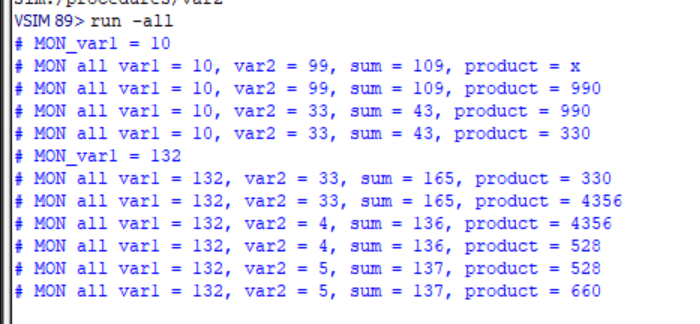 sim:/procedures/var2
VSIM 89> run -all
# MON_var1 = 10
# MON all var1 = 10, var2 = 99, sum = 109, product = x
# MON all var1 = 10, var2 = 99, sum = 109, product = 990
# MON all var1 = 10, var2 = 33, sum = 43, product = 990
# MON all var1 = 10, var2 = 33, sum = 43, product = 330
# MON_var1 = 132
# MON all var1 = 132, var2 = 33, sum = 165, product = 330
# MON all var1 = 132, var2 = 33, sum = 165, product = 4356
# MON all var1 = 132, var2 = 4, sum = 136, product = 4356
# MON all var1 = 132, var2 = 4, sum = 136, product = 528
# MON all var1 = 132, var2 = 5, sum = 137, product = 528
# MON all var1 = 132, var2 = 5, sum = 137, product = 660